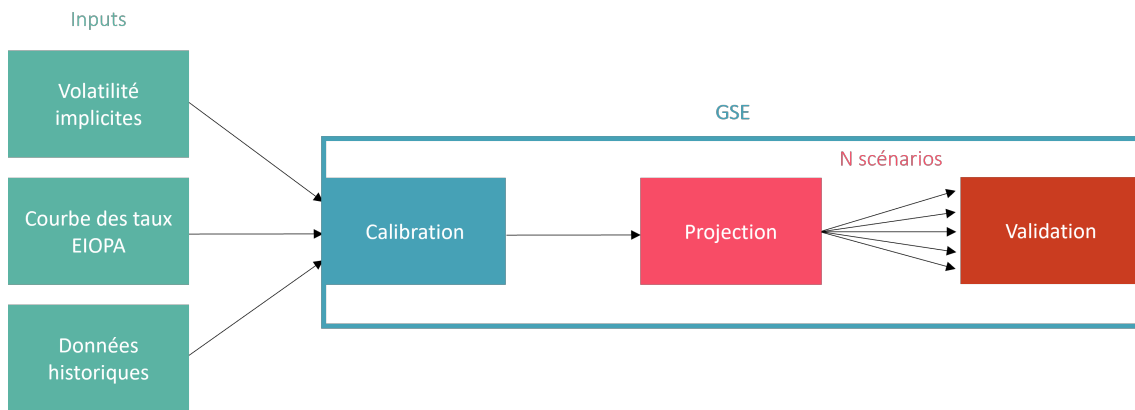 Inputs
Volatilité
implicites
Courbe des taux
EIOPA
Données
historiques
GSE
Calibration
Projection
N scénarios
Validation